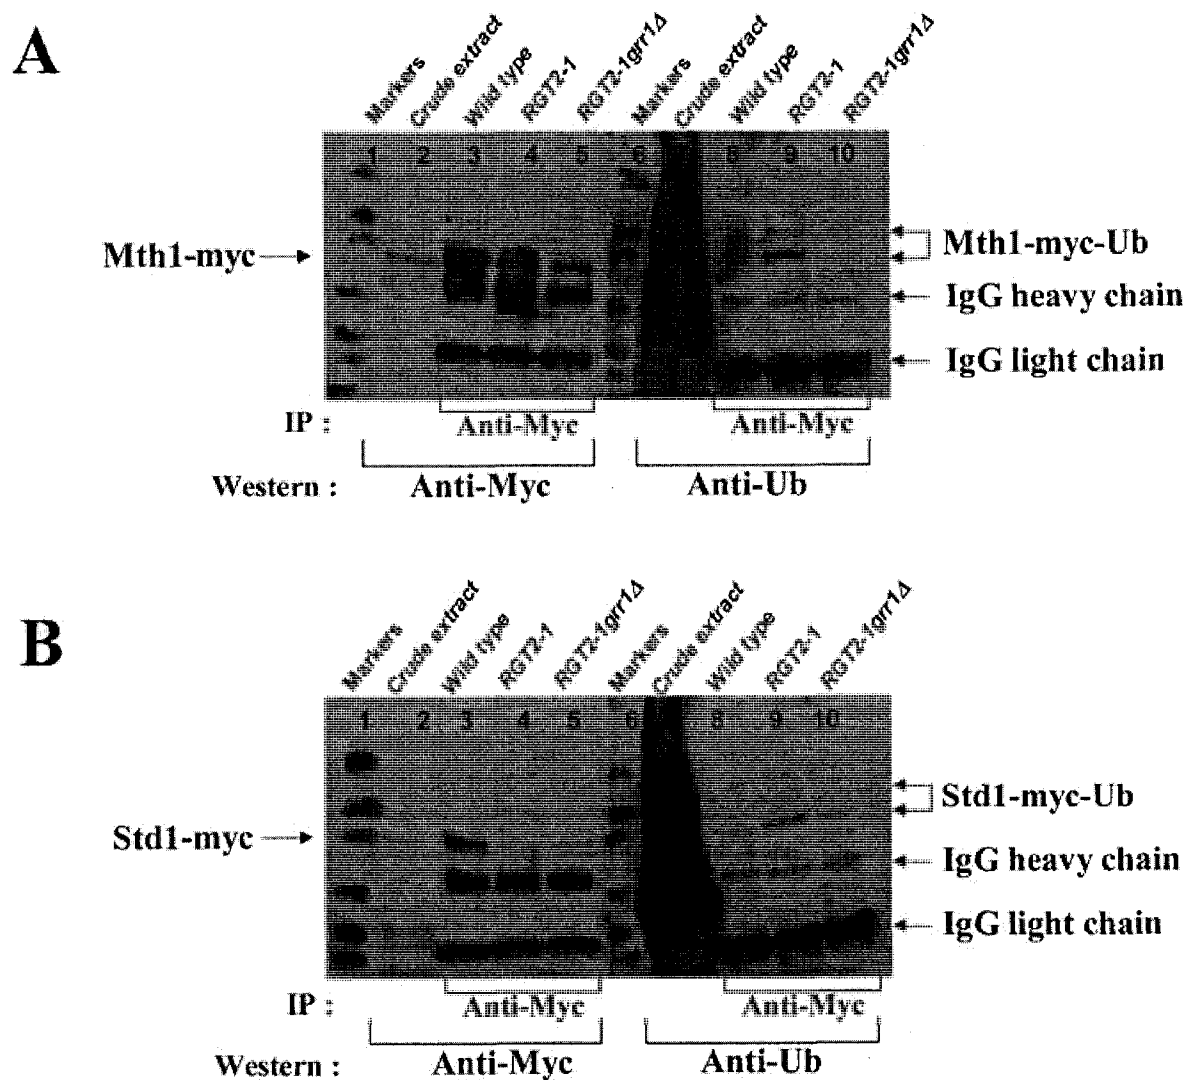 A
Markers Crude extract Wild type RGT2-1 RGT2-1grr1Δ Markers Crude extract Wild type RGT2-1 RGT2-1grr1Δ
1 2 3 4 5 6 8 9 10
Mth1-myc
Mth1-myc-Ub
IgG heavy chain
IgG light chain
IP : Anti-Myc Anti-Myc
Western : Anti-Myc Anti-Ub
B
Markers Crude extract Wild type RGT2-1 RGT2-1grr1Δ Markers Crude extract Wild type RGT2-1 RGT2-1grr1Δ
1 2 3 4 5 6 8 9 10
Std1-myc-Ub
Std1-myc
IgG heavy chain
IgG light chain
IP : Anti-Myc Anti-Myc
Western : Anti-Myc Anti-Ub